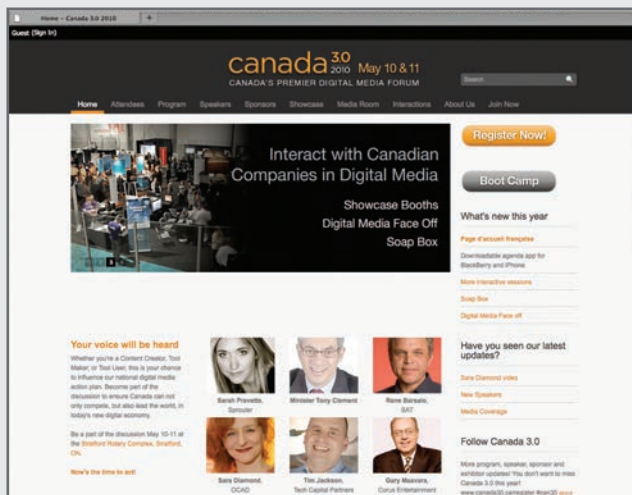 Home – Canada 3.0 2010
Guest (Sign In)
canada 3.0 2010 May 10 & 11
CANADA'S PREMIER DIGITAL MEDIA FORUM
Search
Home Attendees Program Speakers Sponsors Showcase Media Room Interactions About Us Join Now
Interact with Canadian
Companies in Digital Media
Showcase Booths
Digital Media Face Off
Soap Box
Register Now!
Boot Camp
What's new this year
Page d'accueil française
Downloadable agenda app for
BlackBerry and iPhone
More interactive sessions
Soap Box
Digital Media Face off
Your voice will be heard
Whether you're a Content Creator, Tool
Maker, or Tool User, this is your chance
to influence our national digital media
action plan. Become part of the
discussion to ensure Canada can not
only compete, but also lead the world, in
today's new digital economy.
Be a part of the discussion May 10-11 at
the Stratford Rotary Complex, Stratford,
ON.
Now's the time to act!
Sarah Prevette,
Sprouter
Minister Tony Clement
Rene Barsalo,
SAT
Sara Diamond,
OCAD
Tim Jackson,
Tech Capital Partners
Gary Maavara,
Corus Entertainment
Have you seen our latest
updates?
Sara Diamond video
New Speakers
Media Coverage
Follow Canada 3.0
More program, speaker, sponsor and
exhibitor updates! You don't want to miss
Canada 3.0 this year!